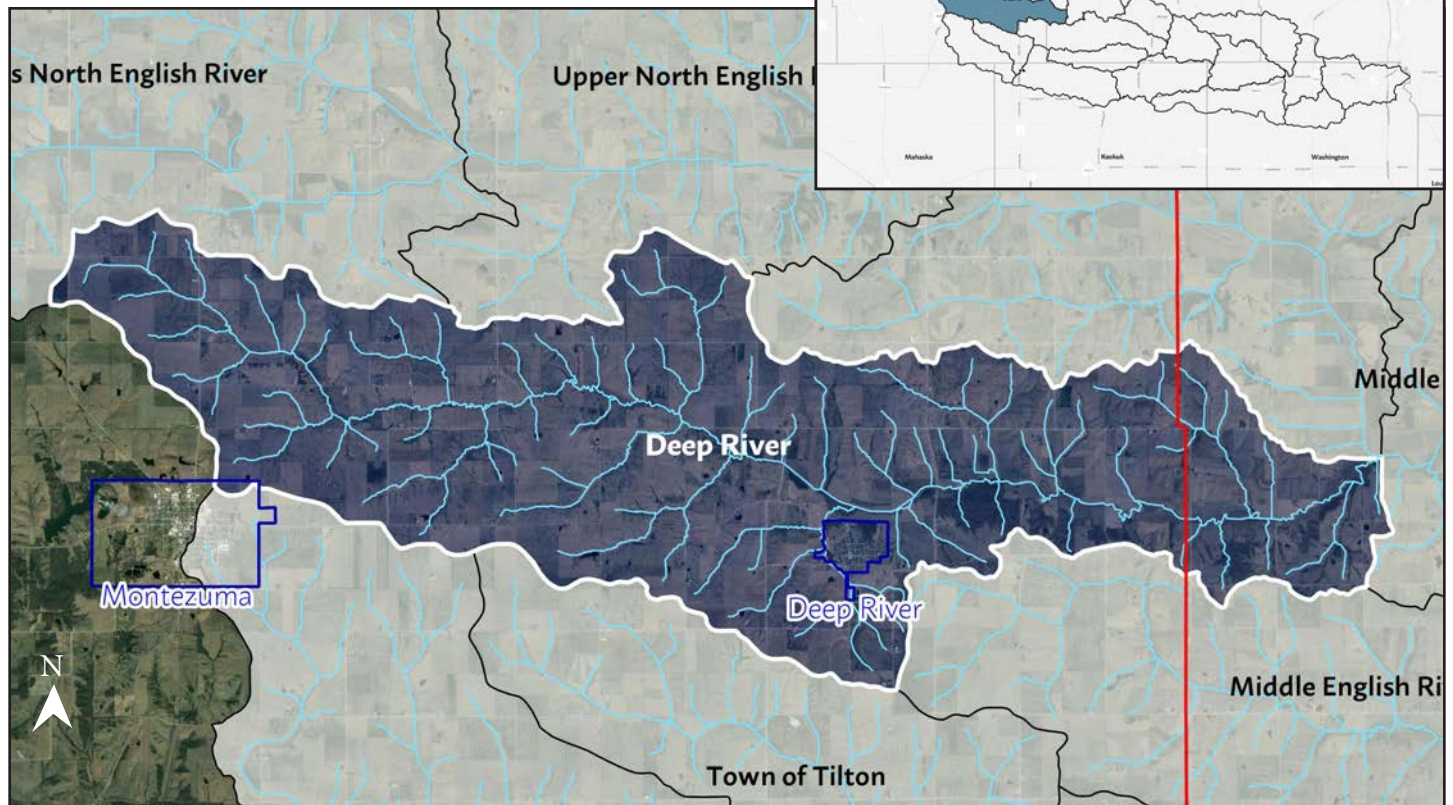 s North English River
Upper North English
Mahaska
Keokuk
Washington
Lou
Middle
Deep River
Montezuma
Deep River
N
Middle English Ri
Town of Tilton